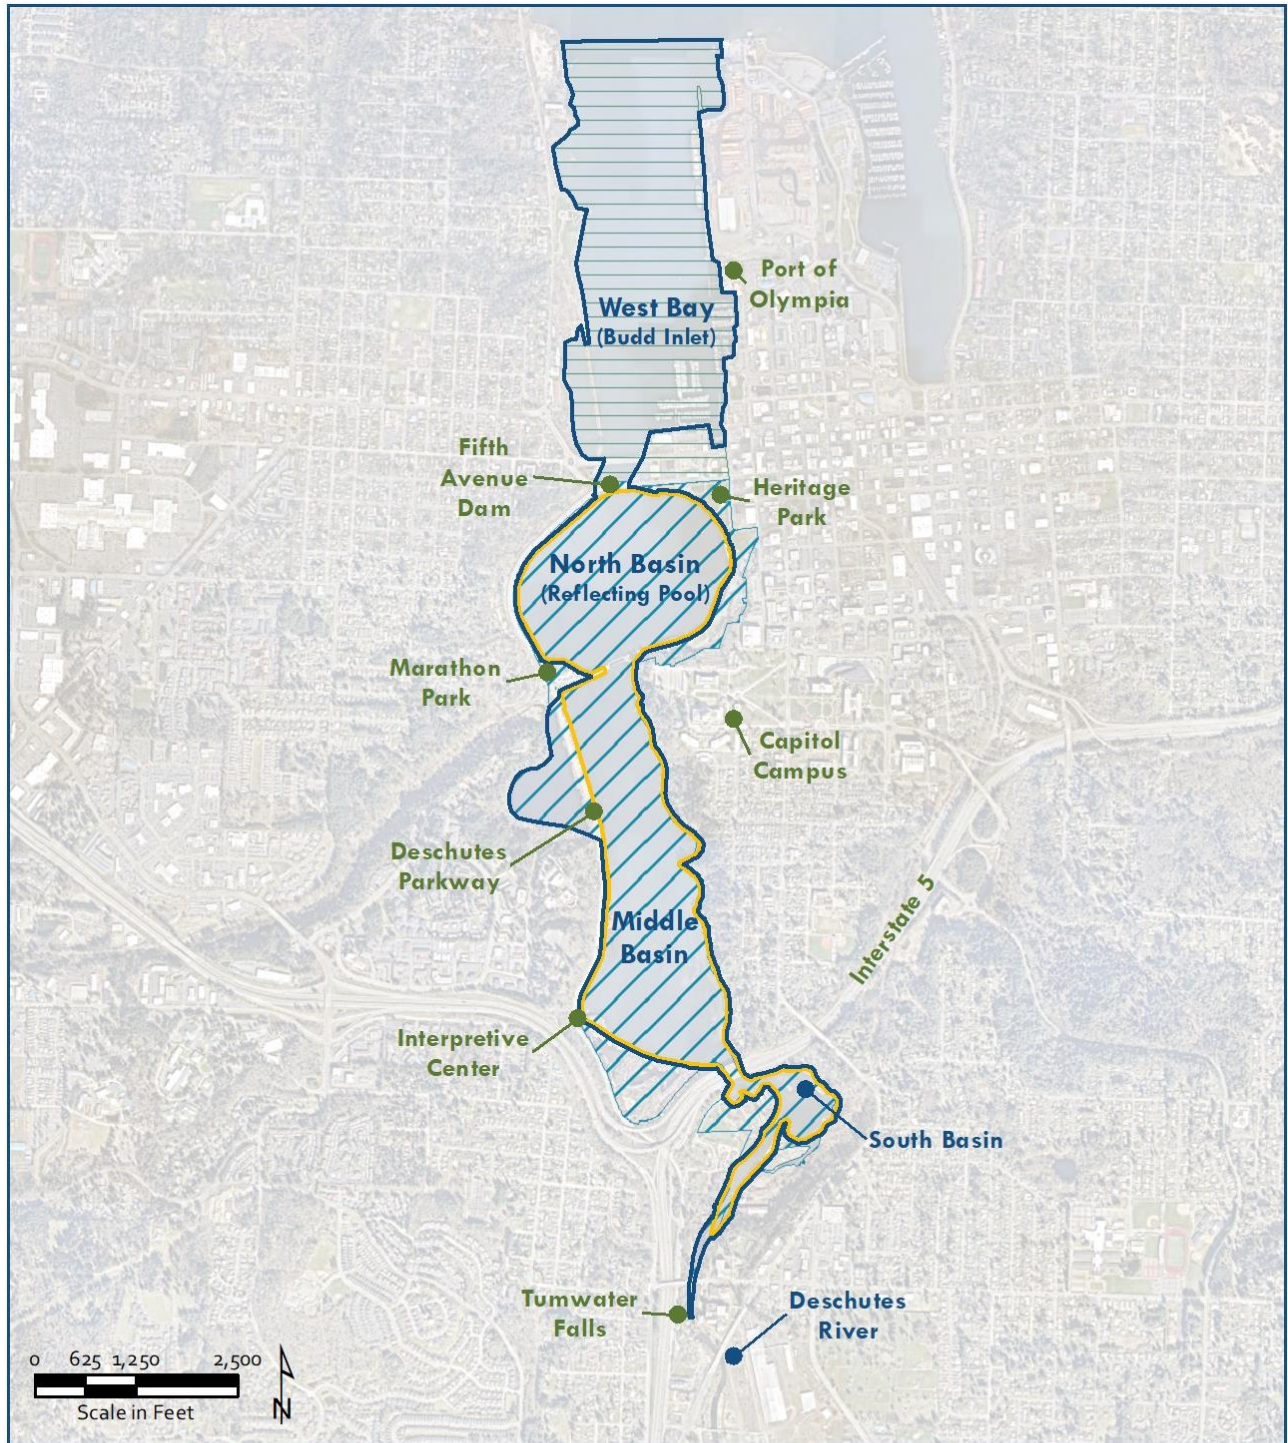 Port of
Olympia
West Bay
(Budd Inlet)
Fifth
Avenue
Dam
Heritage
Park
North Basin
(Reflecting Pool)
Marathon
Park
Capitol
Campus
Deschutes
Parkway
Middle
Basin
Interstate 5
Interpretive
Center
South Basin
Tumwater
Falls
Deschutes
River
0 625 1,250 2,500
Scale in Feet
N